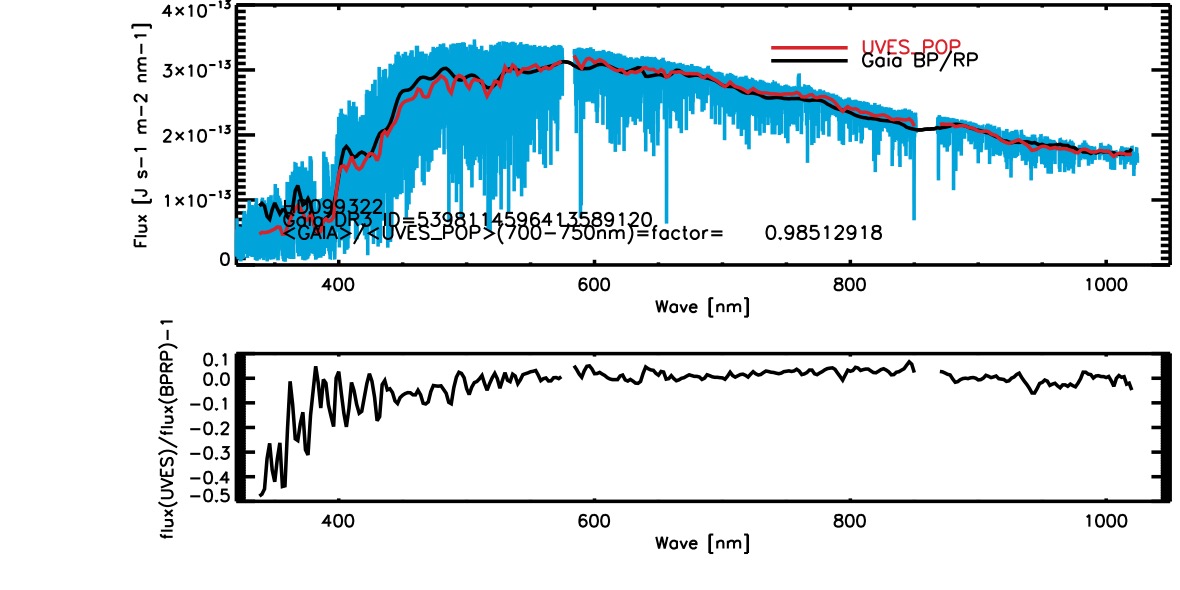 4×10−13
3×10−13
2×10−13
1×10−13
0
Flux [J s−1 m−2 nm−1]
UVES_POP
Gaia BP/RP
HD099322
Gaia DR3 ID=5398114596413589120
<GAIA>/<UVES_POP>(700−750nm)=factor= 0.98512918
400 600 800 1000
Wave [nm]
flux(UVES)/flux(BPRP)−1
0.1
0.0
−0.1
−0.2
−0.3
−0.4
−0.5
400 600 800 1000
Wave [nm]